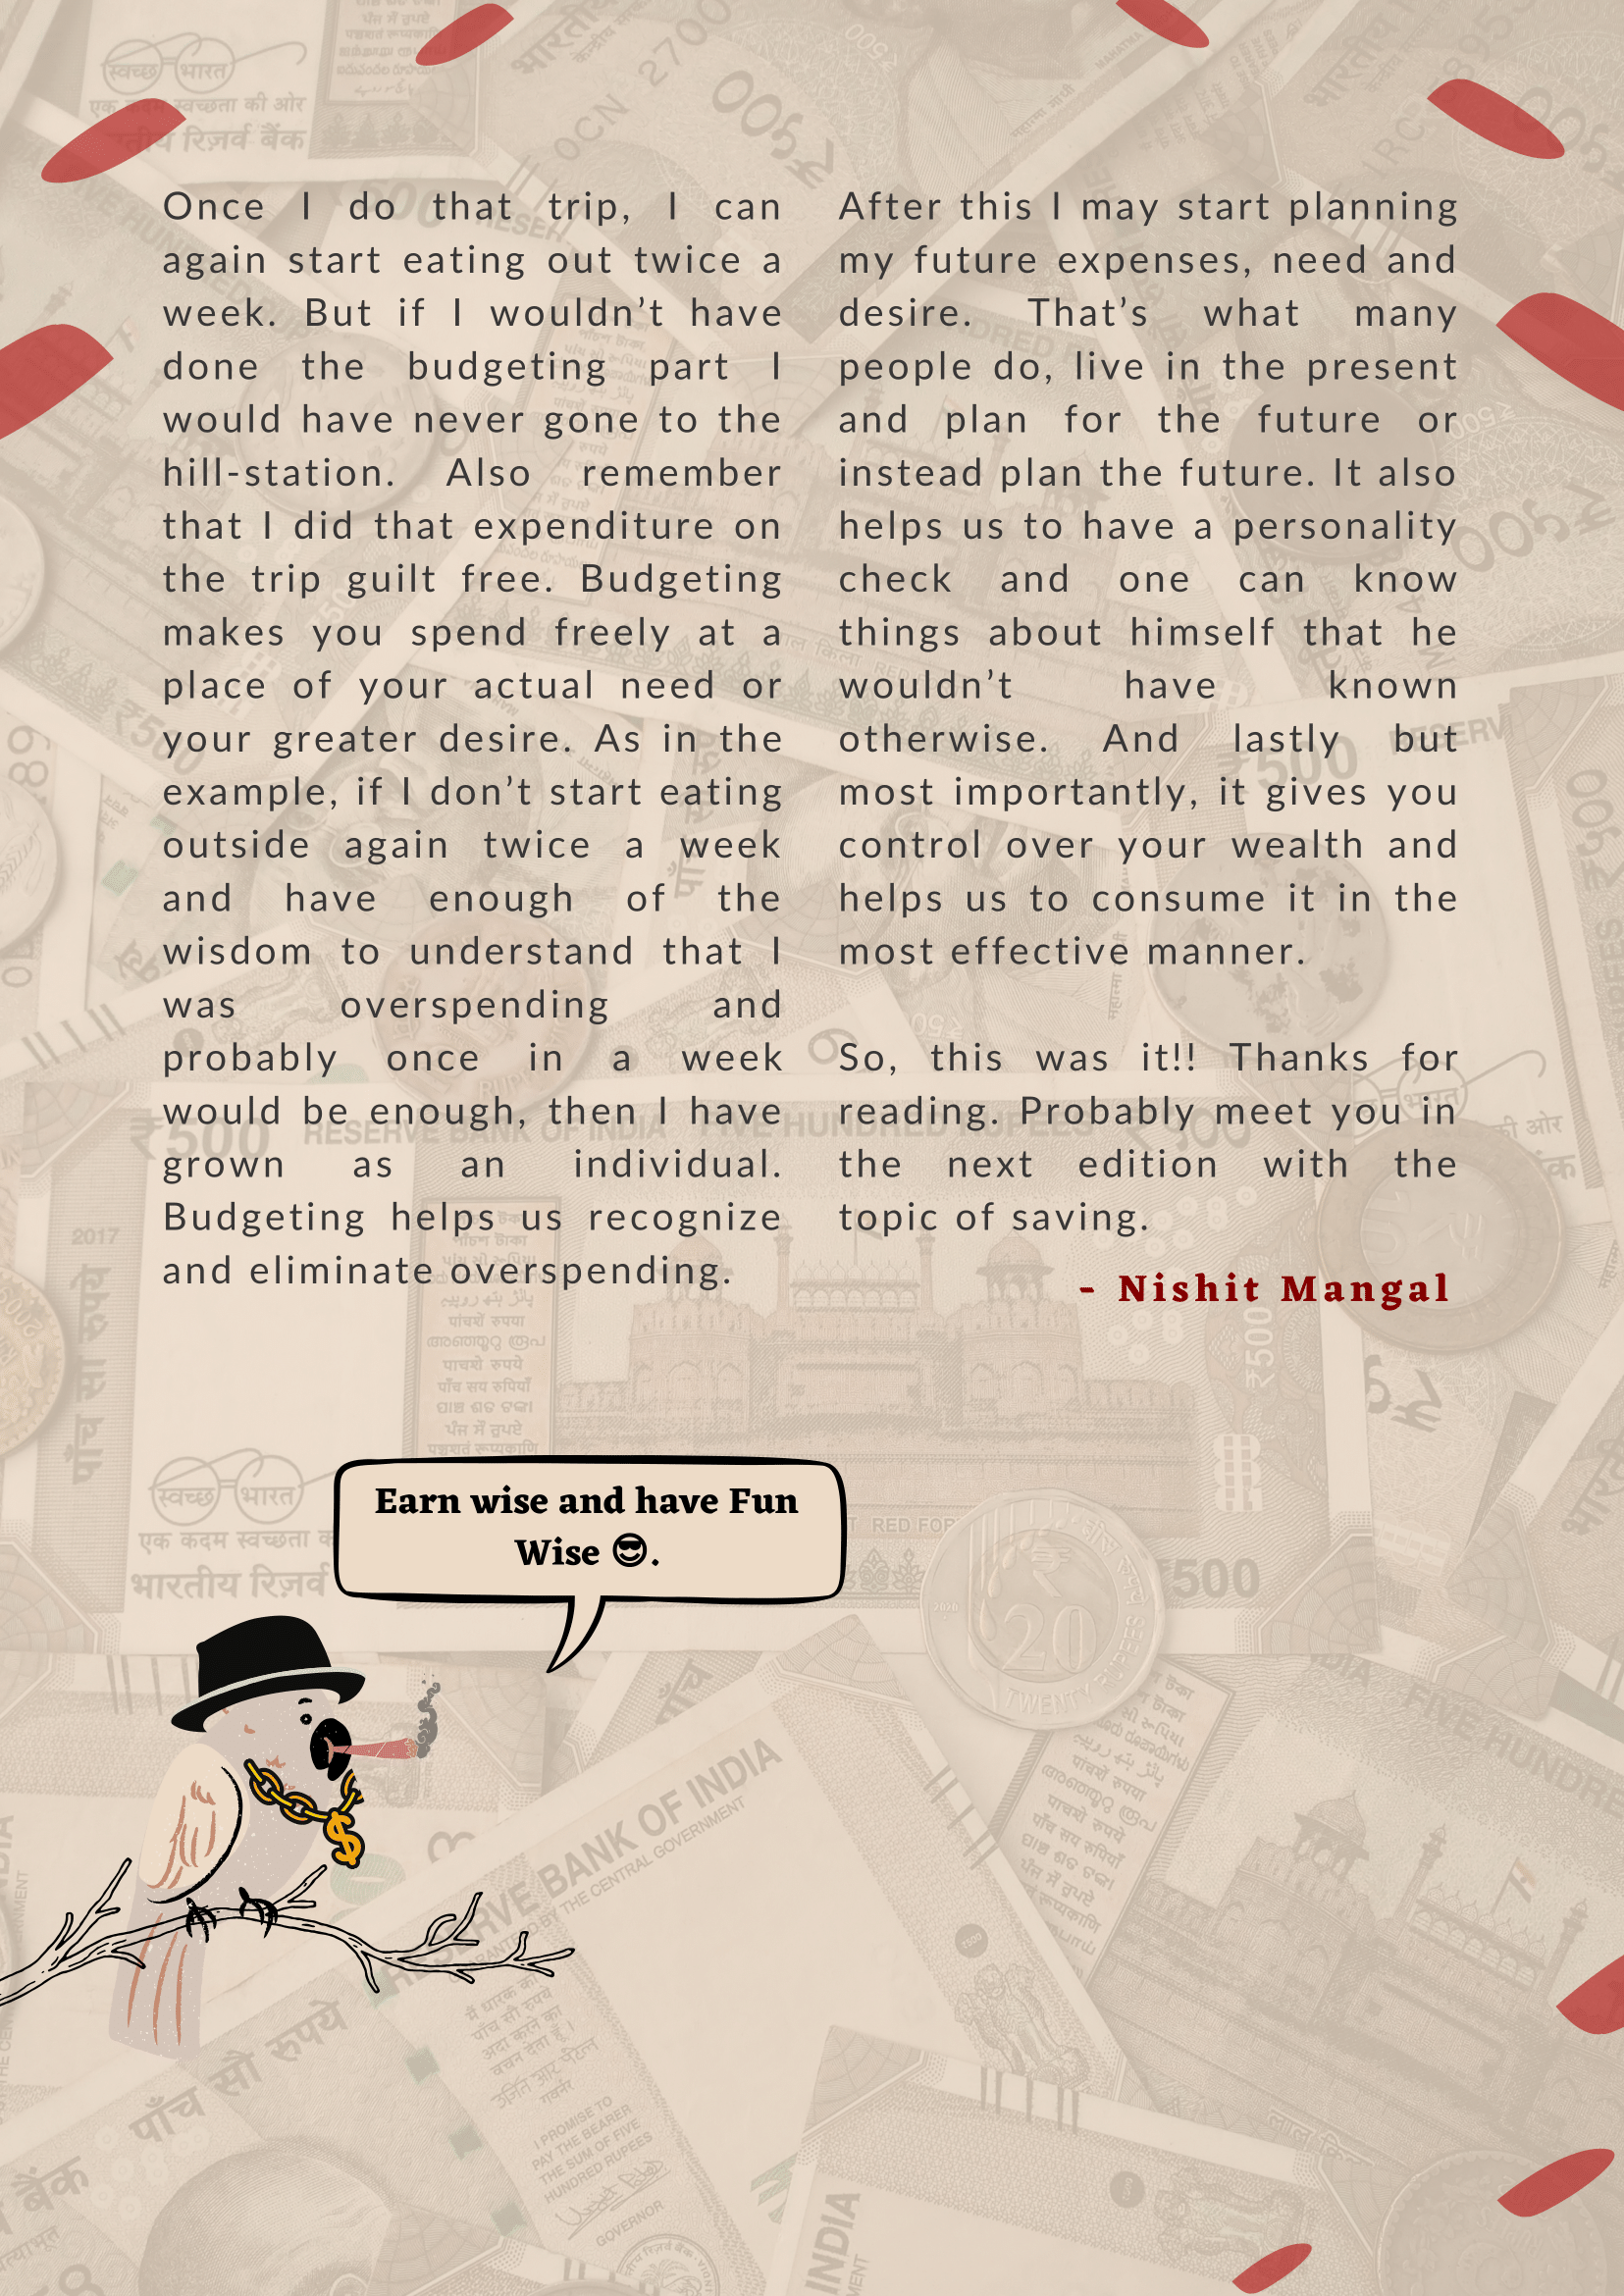 Once I do that trip, I can
again start eating out twice a
week. But if I wouldn’t have
done the budgeting part I
would have never gone to the
hill-station. Also remember
that I did that expenditure on
the trip guilt free. Budgeting
makes you spend freely at a
place of your actual need or
your greater desire. As in the
example, if I don’t start eating
outside again twice a week
and have enough of the
wisdom to understand that I
was overspending and
probably once in a week
would be enough, then I have
grown as an individual.
Budgeting helps us recognize
and eliminate overspending.
After this I may start planning
my future expenses, need and
desire. That’s what many
people do, live in the present
and plan for the future or
instead plan the future. It also
helps us to have a personality
check and one can know
things about himself that he
wouldn’t have known
otherwise. And lastly but
most importantly, it gives you
control over your wealth and
helps us to consume it in the
most effective manner.
So, this was it!! Thanks for
reading. Probably meet you in
the next edition with the
topic of saving.
- Nishit Mangal
Earn wise and have Fun
Wise 😎.